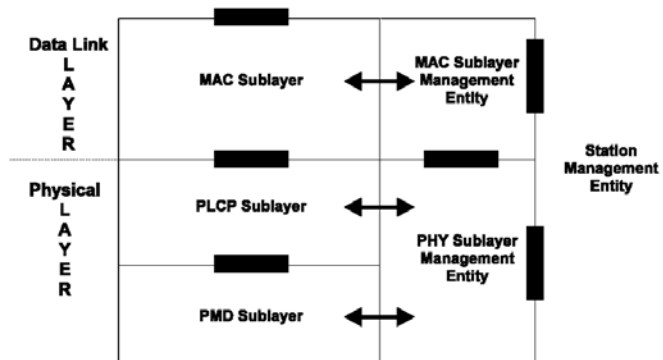 Data Link
L
A
Y
E
R
MAC Sublayer
MAC Sublayer
Management
Entity
Station
Management
Entity
Physical
L
A
Y
E
R
PLCP Sublayer
PHY Sublayer
Management
Entity
PMD Sublayer